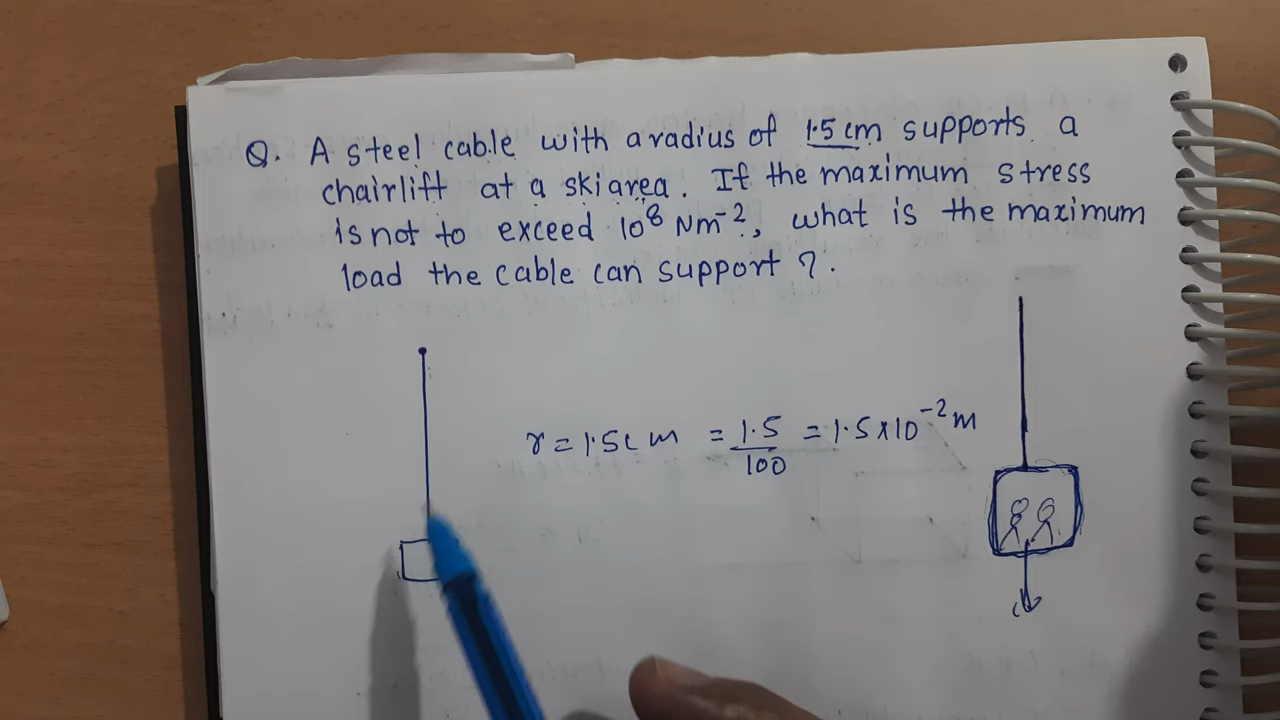 Q. A steel cable with a radius of 1.5 cm supports a
chairlift at a ski area. If the maximum stress
is not to exceed 10⁸ Nm⁻², what is the maximum
load the cable can support ?.
r = 1.5cm = 1.5/100 = 1.5×10⁻² m